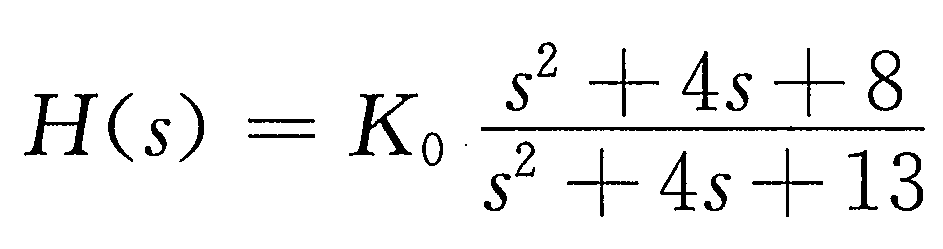 H(s) = K₀ (s² + 4s + 8)/(s² + 4s + 13)